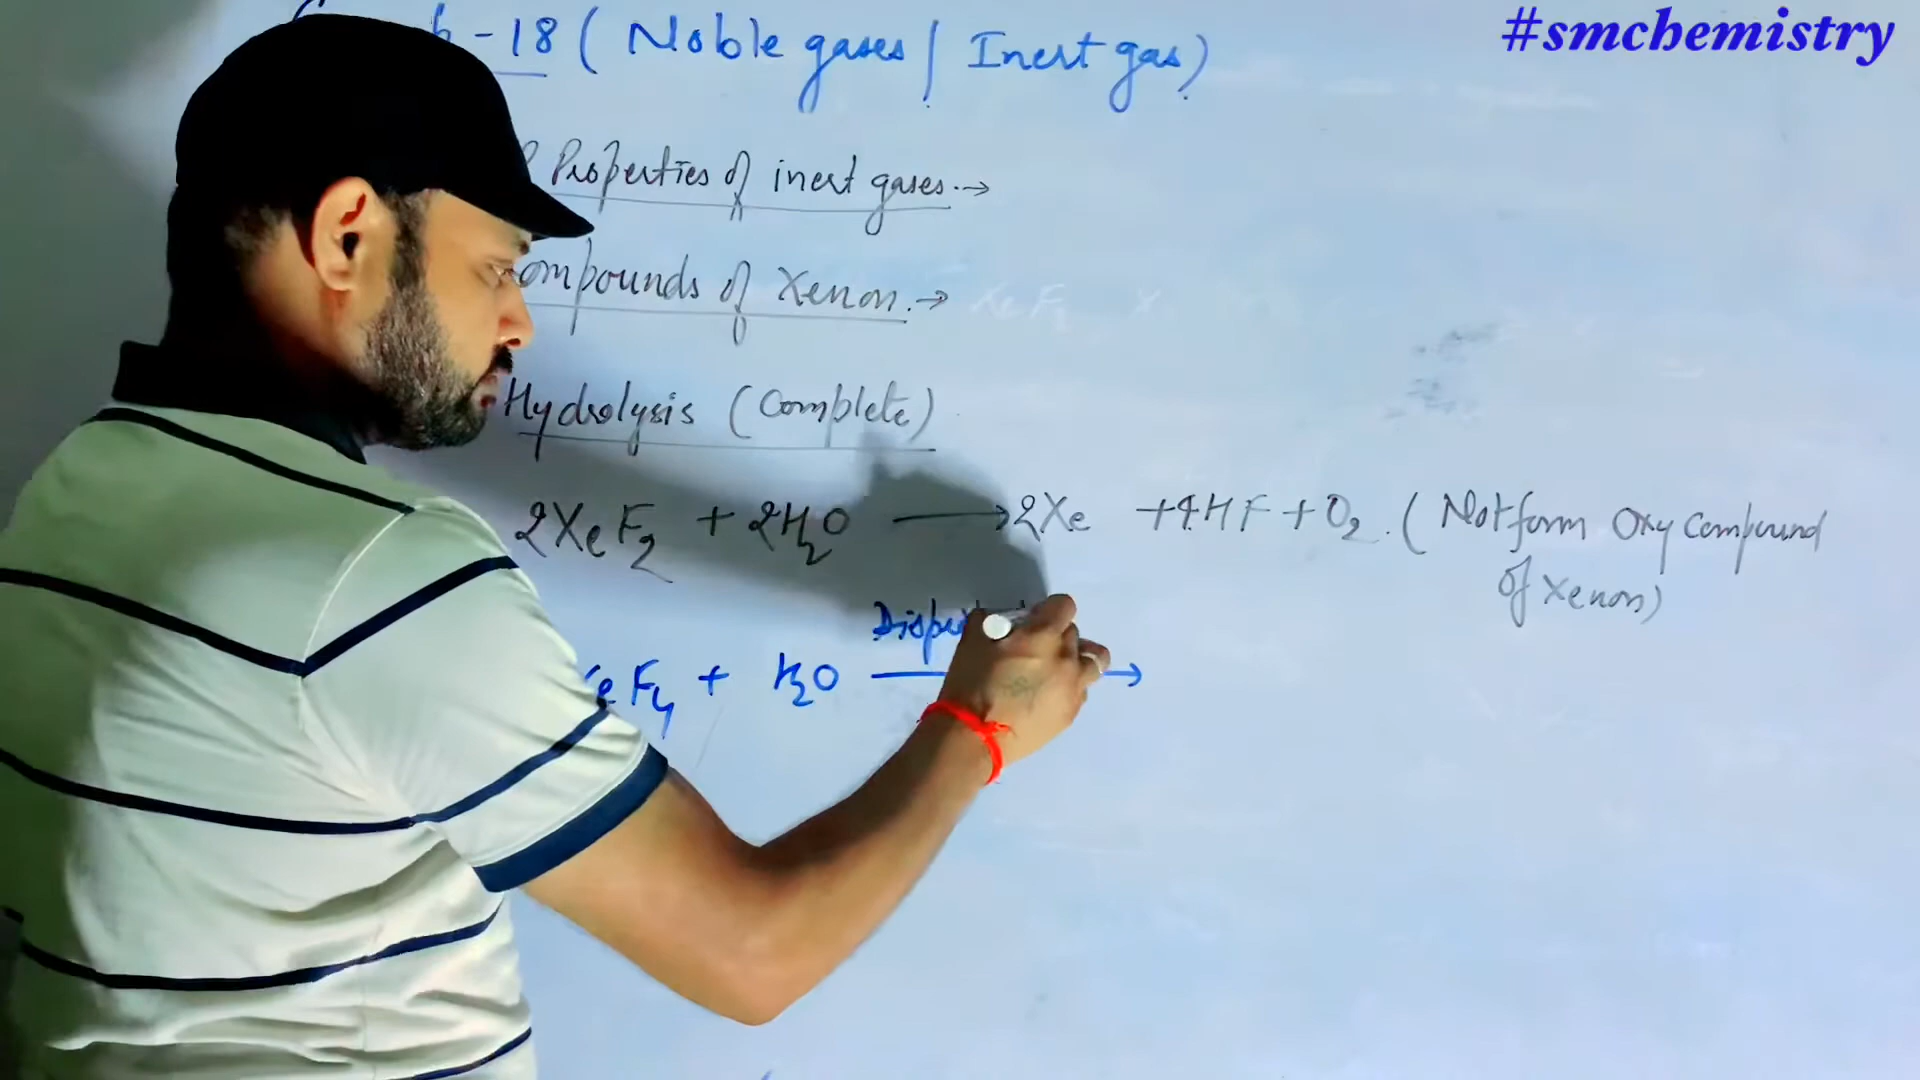 #smchemistry
-18 ( Noble gases / Inert gas)
Properties of inert gases.→
ompounds of Xenon.→ XeF2
Hydrolysis (Complete)
2XeF2 + 2H2O ⟶ 2Xe + 4HF + O2. ( Not form Oxy Compound
of Xenon)
eF4 + H2O ⟶